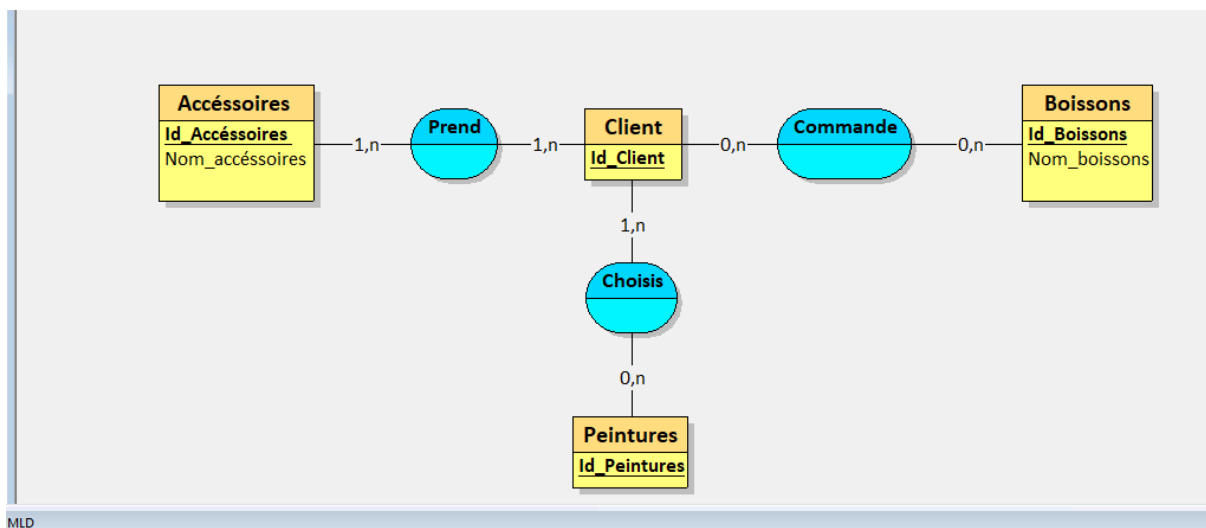 Accéssoires
Id_Accéssoires
Nom_accéssoires
1,n
Prend
1,n
Client
Id_Client
0,n
Commande
0,n
Boissons
Id_Boissons
Nom_boissons
1,n
Choisis
0,n
Peintures
Id_Peintures
MLD